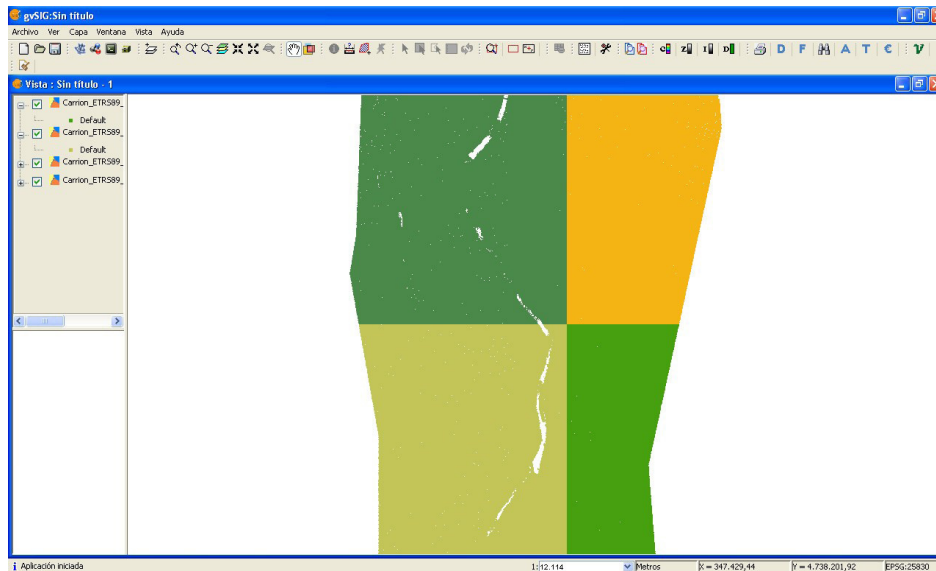 gvSIG:Sin título
Archivo Ver Capa Ventana Vista Ayuda
Vista : Sin título - 1
Carrion_ETRS89_
Default
Carrion_ETRS89_
Default
Carrion_ETRS89_
Carrion_ETRS89_
Aplicación iniciada 1:12.114 Metros X = 347.429,44 Y = 4.738.201,92 EPSG:25830